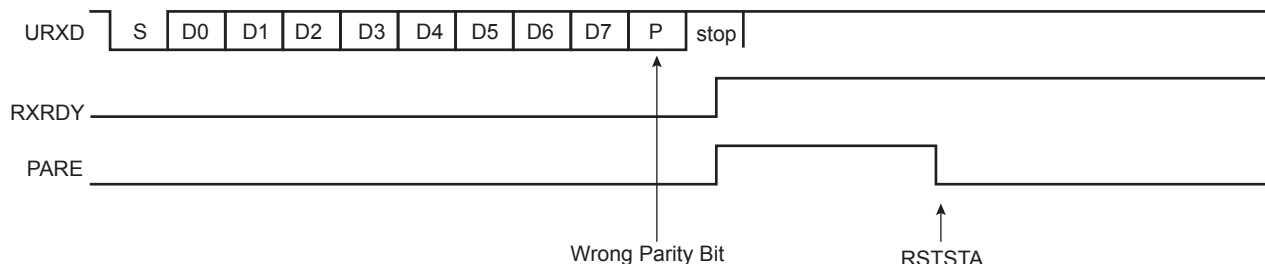 URXD S D0 D1 D2 D3 D4 D5 D6 D7 P stop
RXRDY
PARE
Wrong Parity Bit RSTSTA